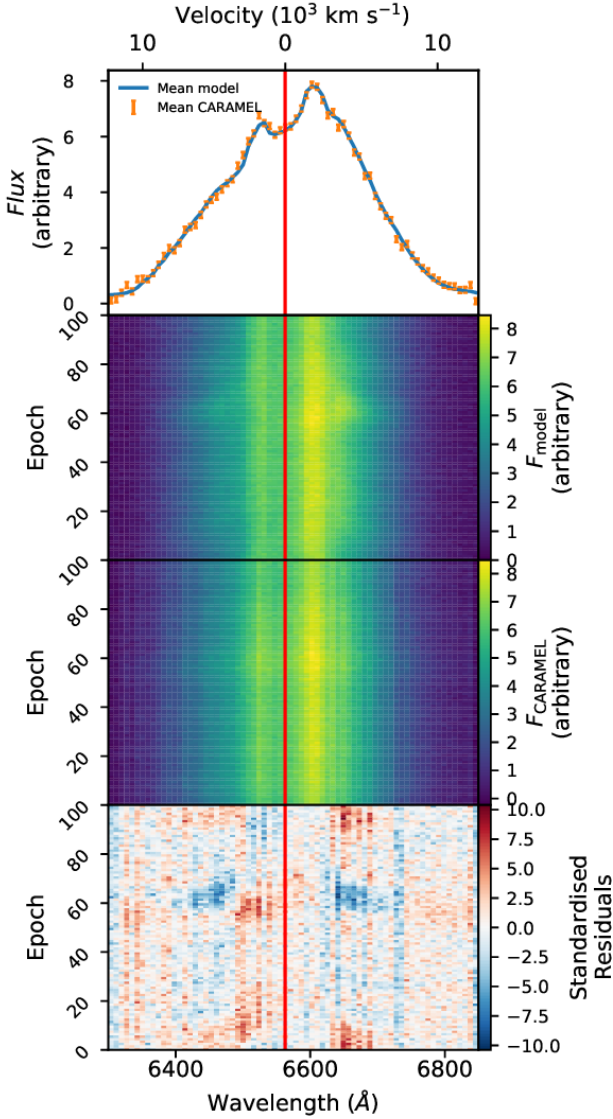 Velocity (10³ km s⁻¹)
10 0 10
Mean model
Mean CARAMEL
Flux
(arbitrary)
8
6
4
2
0
Epoch
100
80
60
40
20
F_model
(arbitrary)
8
7
6
5
4
3
2
1
0
Epoch
100
80
60
40
20
F_CARAMEL
(arbitrary)
8
7
6
5
4
3
2
1
0
Epoch
100
80
60
40
20
0
Standardised
Residuals
10.0
7.5
5.0
2.5
0.0
−2.5
−5.0
−7.5
−10.0
6400 6600 6800
Wavelength (Å)